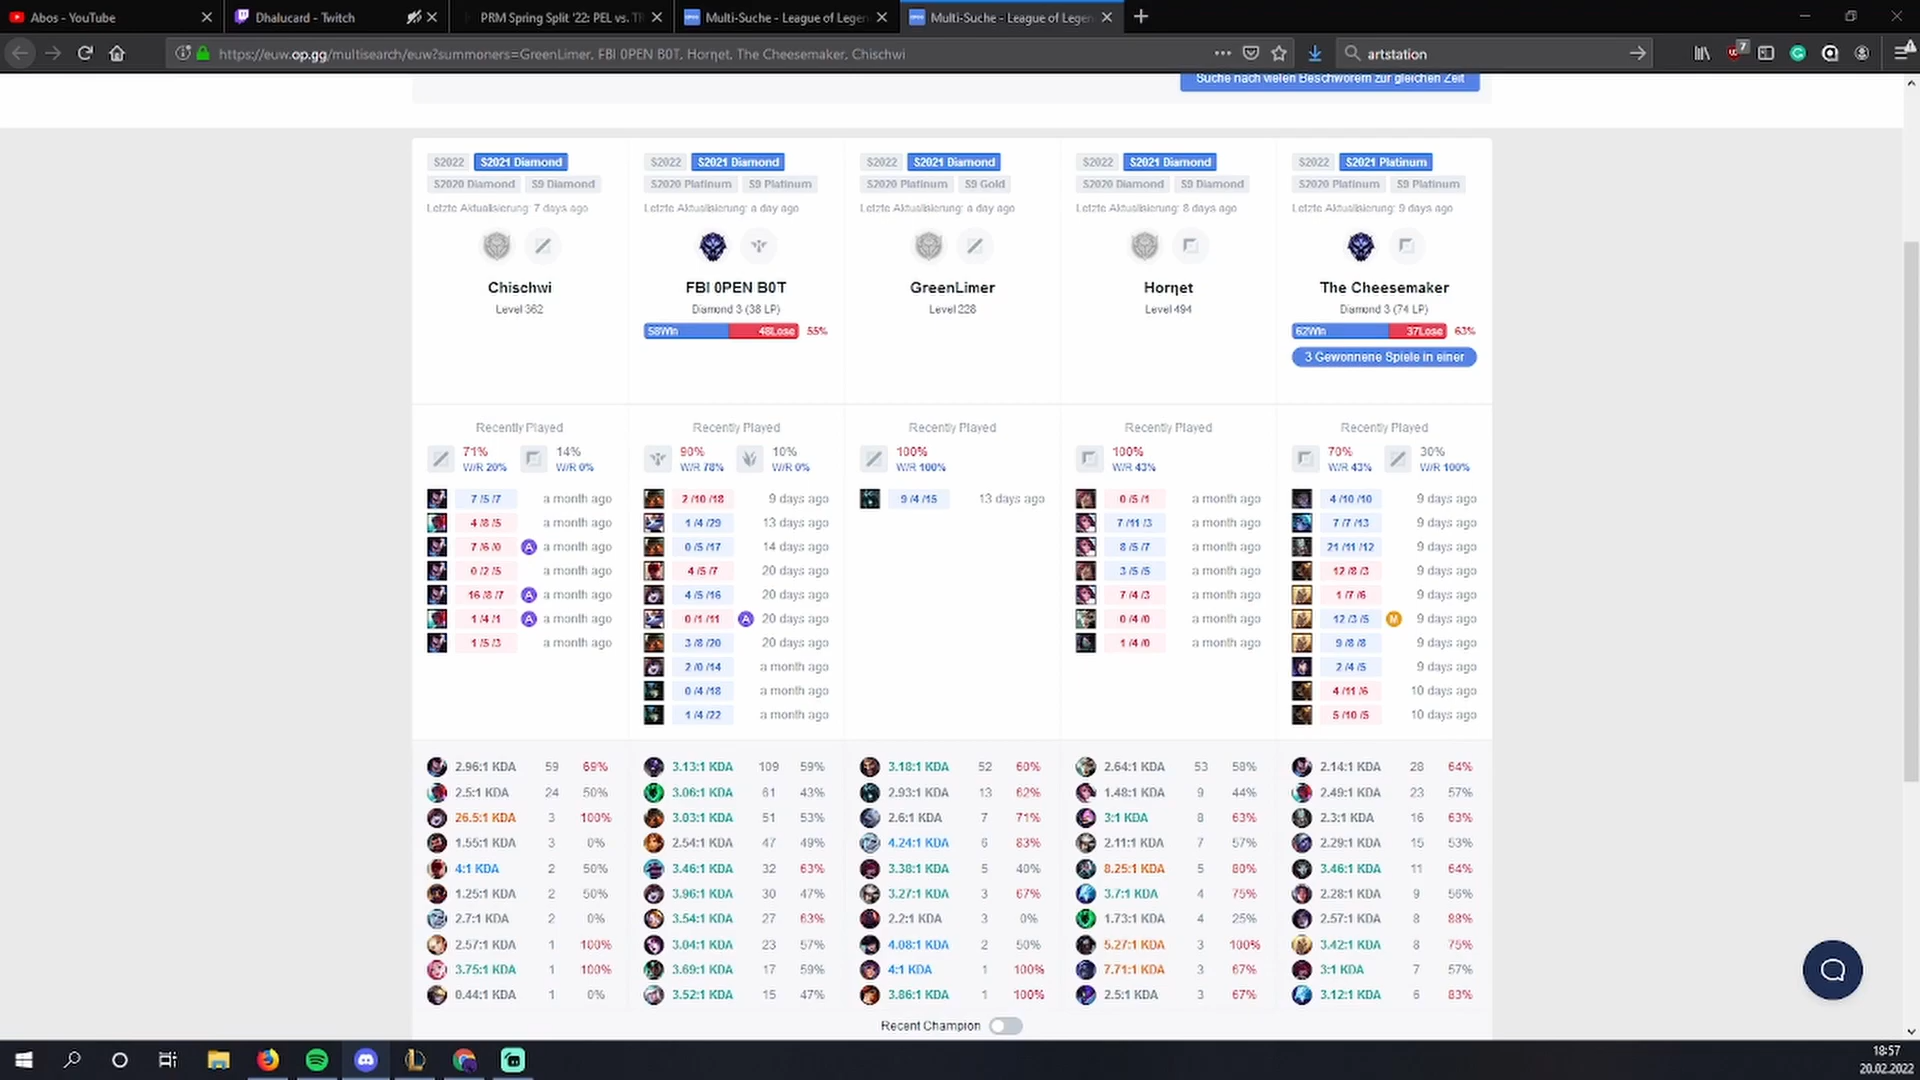 Abos - YouTube
Dhalucard - Twitch
PRM Spring Split '22: PEL vs. TR
Multi-Suche - League of Legen
Multi-Suche - League of Legen
https://euw.op.gg/multisearch/euw?summoners=GreenLimer, FBI 0PEN B0T, Horηet, The Cheesemaker, Chischwi
artstation
7
Suche nach vielen Beschwörern zur gleichen Zeit
S2022 S2021 Diamond
S2020 Diamond S9 Diamond
Letzte Aktualisierung: 7 days ago
Chischwi
Level 362
S2022 S2021 Diamond
S2020 Platinum S9 Platinum
Letzte Aktualisierung: a day ago
FBI 0PEN B0T
Diamond 3 (38 LP)
58Win 48Lose 55%
S2022 S2021 Diamond
S2020 Platinum S9 Gold
Letzte Aktualisierung: a day ago
GreenLimer
Level 228
S2022 S2021 Diamond
S2020 Diamond S9 Diamond
Letzte Aktualisierung: 8 days ago
Horηet
Level 494
S2022 S2021 Platinum
S2020 Platinum S9 Platinum
Letzte Aktualisierung: 9 days ago
The Cheesemaker
Diamond 3 (74 LP)
62Win 37Lose 63%
3 Gewonnene Spiele in einer
Recently Played
71% 14%
W/R 20% W/R 0%
7 /5 /7 a month ago
4 /8 /5 a month ago
7 /6 /0 A a month ago
0 /2 /5 a month ago
16 /8 /7 A a month ago
1 /4 /1 A a month ago
1 /5 /3 a month ago
Recently Played
90% 10%
W/R 78% W/R 0%
2 /10 /18 9 days ago
1 /4 /29 13 days ago
0 /5 /17 14 days ago
4 /5 /7 20 days ago
4 /5 /16 20 days ago
0 /1 /11 A 20 days ago
3 /8 /20 20 days ago
2 /0 /14 a month ago
0 /4 /18 a month ago
1 /4 /22 a month ago
Recently Played
100%
W/R 100%
9 /4 /15 13 days ago
Recently Played
100%
W/R 43%
0 /5 /1 a month ago
7 /11 /3 a month ago
8 /5 /7 a month ago
3 /5 /5 a month ago
7 /4 /3 a month ago
0 /4 /0 a month ago
1 /4 /0 a month ago
Recently Played
70% 30%
W/R 43% W/R 100%
4 /10 /10 9 days ago
7 /7 /13 9 days ago
21 /11 /12 9 days ago
12 /8 /3 9 days ago
1 /7 /6 9 days ago
12 /3 /5 M 9 days ago
9 /8 /8 9 days ago
2 /4 /5 9 days ago
4 /11 /6 10 days ago
5 /10 /5 10 days ago
2.96:1 KDA 59 69%
2.5:1 KDA 24 50%
26.5:1 KDA 3 100%
1.55:1 KDA 3 0%
4:1 KDA 2 50%
1.25:1 KDA 2 50%
2.7:1 KDA 2 0%
2.57:1 KDA 1 100%
3.75:1 KDA 1 100%
0.44:1 KDA 1 0%
3.13:1 KDA 109 59%
3.06:1 KDA 61 43%
3.03:1 KDA 51 53%
2.54:1 KDA 47 49%
3.46:1 KDA 32 63%
3.96:1 KDA 30 47%
3.54:1 KDA 27 63%
3.04:1 KDA 23 57%
3.69:1 KDA 17 59%
3.52:1 KDA 15 47%
3.18:1 KDA 52 60%
2.93:1 KDA 13 62%
2.6:1 KDA 7 71%
4.24:1 KDA 6 83%
3.38:1 KDA 5 40%
3.27:1 KDA 3 67%
2.2:1 KDA 3 0%
4.08:1 KDA 2 50%
4:1 KDA 1 100%
3.86:1 KDA 1 100%
2.64:1 KDA 53 58%
1.48:1 KDA 9 44%
3:1 KDA 8 63%
2.11:1 KDA 7 57%
8.25:1 KDA 5 80%
3.7:1 KDA 4 75%
1.73:1 KDA 4 25%
5.27:1 KDA 3 100%
7.71:1 KDA 3 67%
2.5:1 KDA 3 67%
2.14:1 KDA 28 64%
2.49:1 KDA 23 57%
2.3:1 KDA 16 63%
2.29:1 KDA 15 53%
3.46:1 KDA 11 64%
2.28:1 KDA 9 56%
2.57:1 KDA 8 88%
3.42:1 KDA 8 75%
3:1 KDA 7 57%
3.12:1 KDA 6 83%
Recent Champion
18:57
20.02.2022